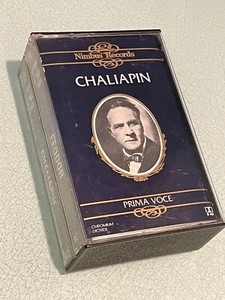 Nimbus Records
CHALIAPIN
PRIMA VOCE
CHROMIUM
DIOXIDE